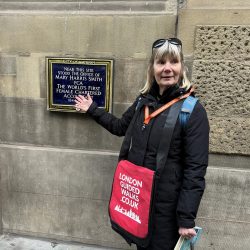 NEAR THIS SITE
STOOD THE OFFICE OF
MARY HARRIS SMITH
FCA
THE WORLD'S FIRST
FEMALE CHARTERED
ACCOUNTANT
LONDON
GUIDED
WALKS
.CO.UK